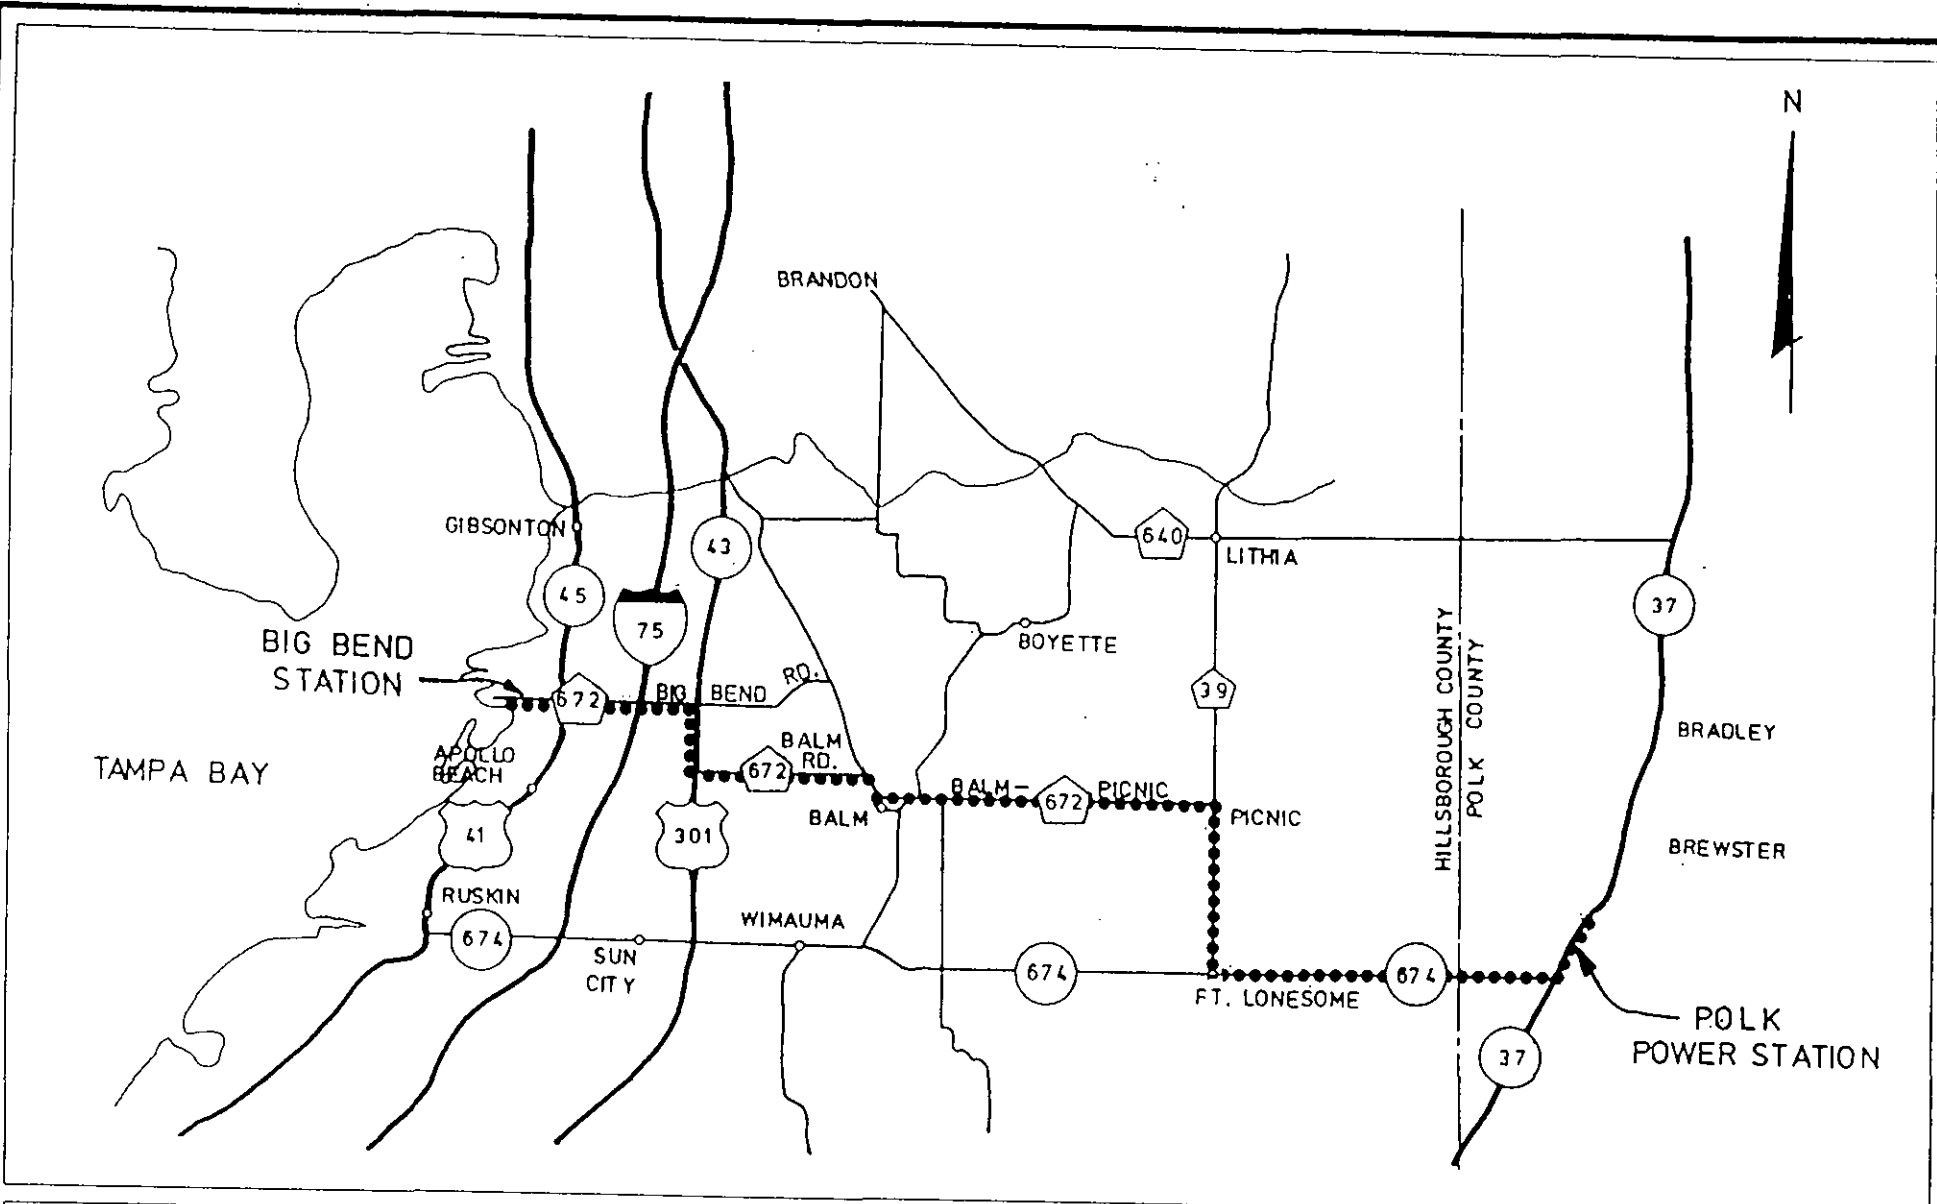 N
BRANDON
GIBSONTON
43
640
LITHIA
45
75
37
BIG BEND
STATION
BOYETTE
HILLSBOROUGH COUNTY
POLK COUNTY
672
BIG BEND RD.
39
BRADLEY
TAMPA BAY
APOLLO
BEACH
BALM
RD.
672
BALM-
672
PICNIC
BALM
PICNIC
41
301
BREWSTER
RUSKIN
WIMAUMA
674
SUN
CITY
674
674
FT. LONESOME
POLK
POWER STATION
37